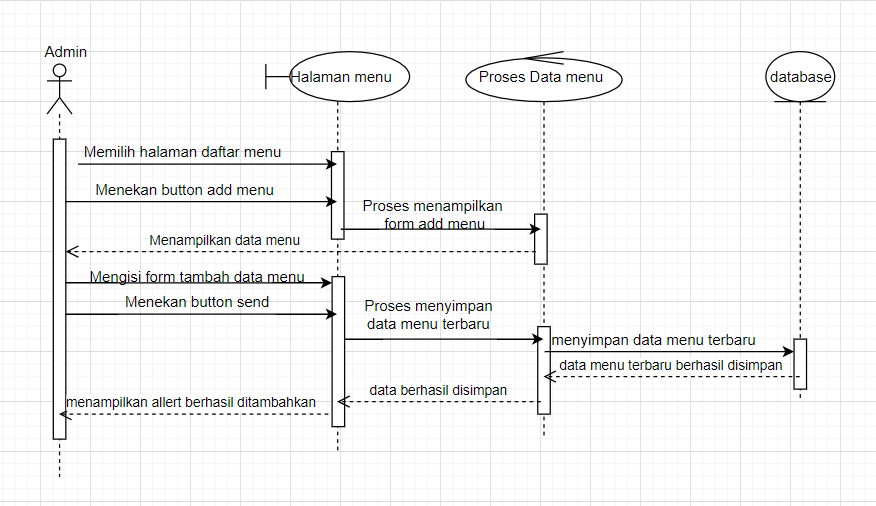 Admin
Halaman menu
Proses Data menu
database
Memilih halaman daftar menu
Menekan button add menu
Proses menampilkan
form add menu
Menampilkan data menu
Mengisi form tambah data menu
Menekan button send
Proses menyimpan
data menu terbaru
menyimpan data menu terbaru
data menu terbaru berhasil disimpan
data berhasil disimpan
menampilkan allert berhasil ditambahkan